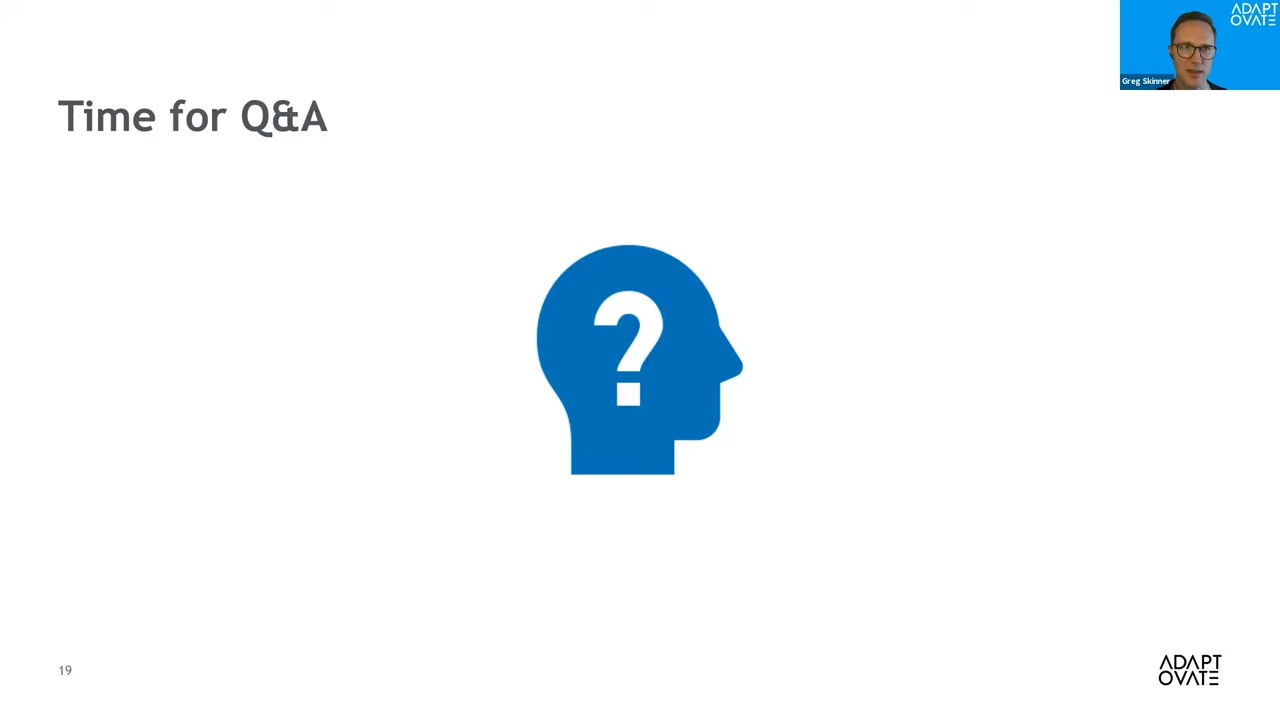 ADAPT
OVATE
Greg Skinner
Time for Q&A
?
19
ADAPT
OVATE